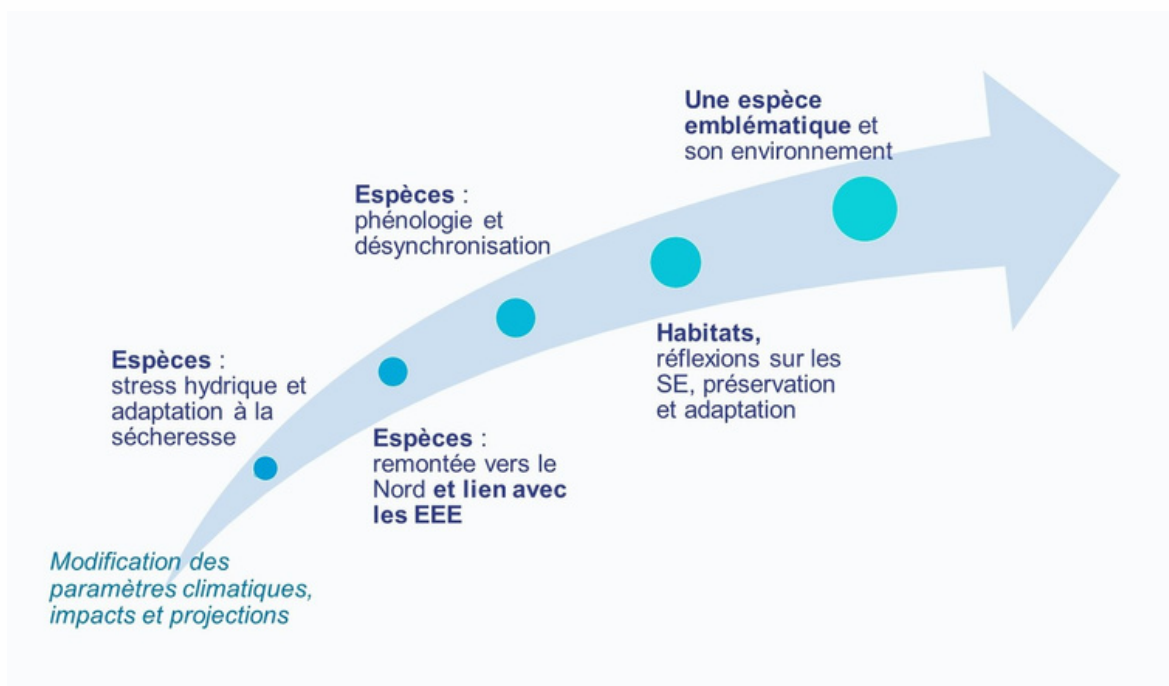 Une espèce
emblématique et
son environnement
Espèces :
phénologie et
désynchronisation
Espèces :
stress hydrique et
adaptation à la
sécheresse
Habitats,
réflexions sur les
SE, préservation
et adaptation
Espèces :
remontée vers le
Nord et lien avec
les EEE
Modification des
paramètres climatiques,
impacts et projections